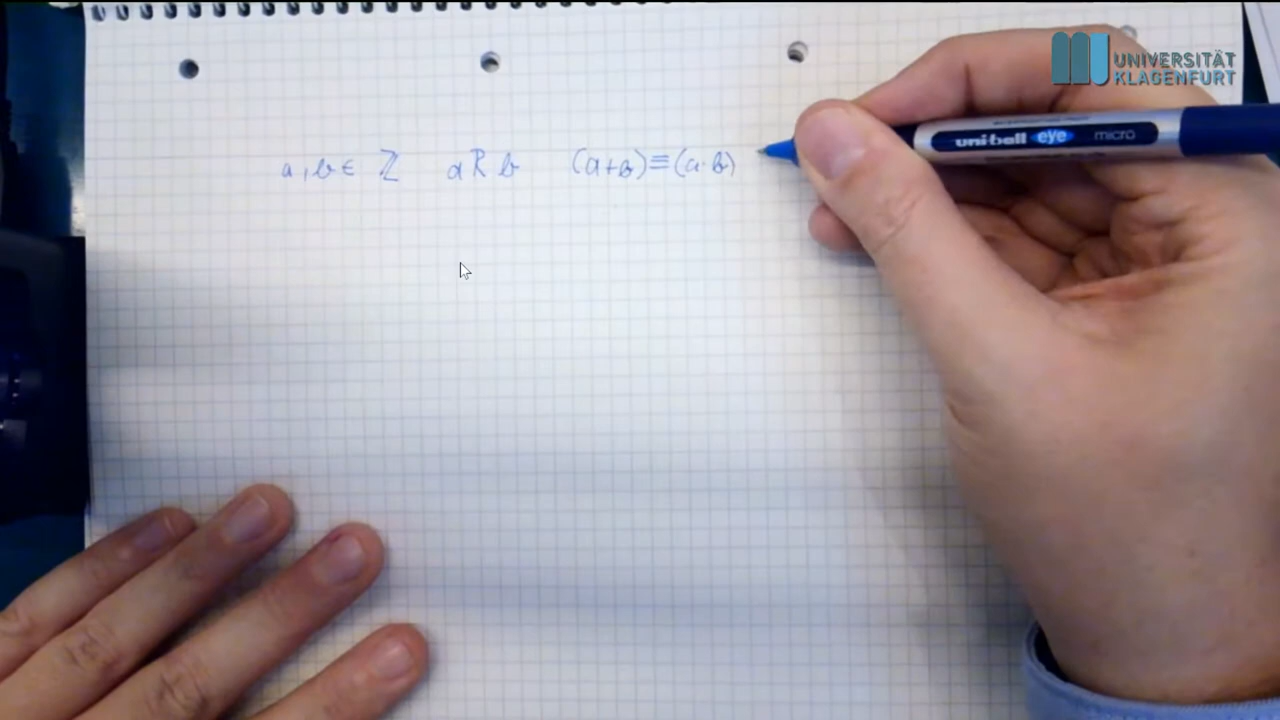 UNIVERSITÄT
KLAGENFURT
uni-ball eye micro
a, b ∈ ℤ a R b (a+b)≡(a·b)